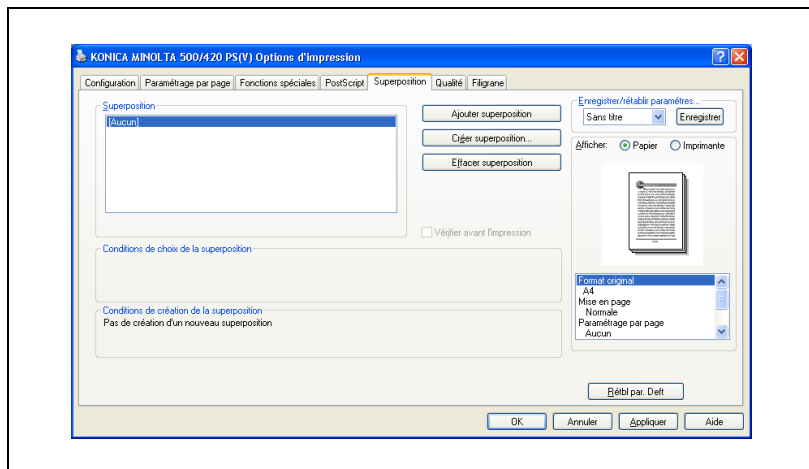 KONICA MINOLTA 500/420 PS(V) Options d'impression
Configuration Paramétrage par page Fonctions spéciales PostScript Superposition Qualité Filigrane
Superposition
[Aucun]
Ajouter superposition
Créer superposition...
Effacer superposition
Vérifier avant l'impression
Conditions de choix de la superposition
Conditions de création de la superposition
Pas de création d'un nouveau superposition
Enregistrer/rétablir paramètres...
Sans titre Enregistrer
Afficher: Papier Imprimante
Format original
A4
Mise en page
Normale
Paramétrage par page
Aucun
Rétbl par. Deft
OK Annuler Appliquer Aide